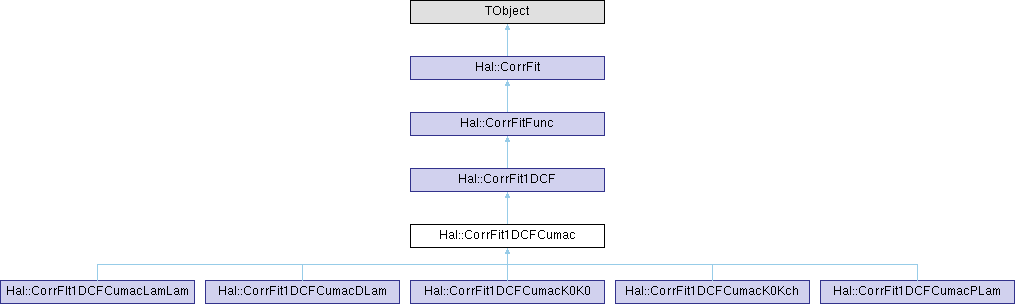 TObject
Hal::CorrFit
Hal::CorrFitFunc
Hal::CorrFit1DCF
Hal::CorrFit1DCFCumac
Hal::CorrFIt1DCFCumacLamLam
Hal::CorrFit1DCFCumacDLam
Hal::CorrFit1DCFCumacK0K0
Hal::CorrFit1DCFCumacK0Kch
Hal::CorrFit1DCFCumacPLam